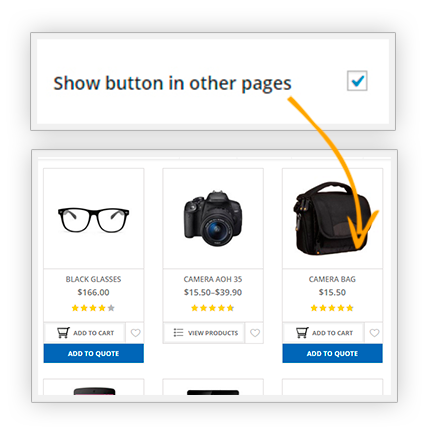 Show button in other pages
BLACK GLASSES
$166.00
ADD TO CART
ADD TO QUOTE
CAMERA AOH 35
$15.50–$39.90
VIEW PRODUCTS
CAMERA BAG
$15.50
ADD TO CART
ADD TO QUOTE